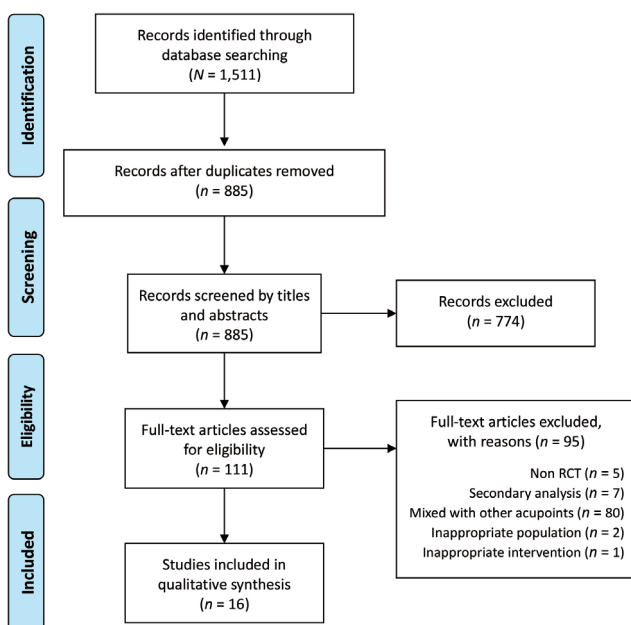 Identification
Records identified through
database searching
(N = 1,511)
Records after duplicates removed
(n = 885)
Screening
Records screened by titles
and abstracts
(n = 885)
Records excluded
(n = 774)
Eligibility
Full-text articles assessed
for eligibility
(n = 111)
Full-text articles excluded,
with reasons (n = 95)
Non RCT (n = 5)
Secondary analysis (n = 7)
Mixed with other acupoints (n = 80)
Inappropriate population (n = 2)
Inappropriate intervention (n = 1)
Included
Studies included in
qualitative synthesis
(n = 16)